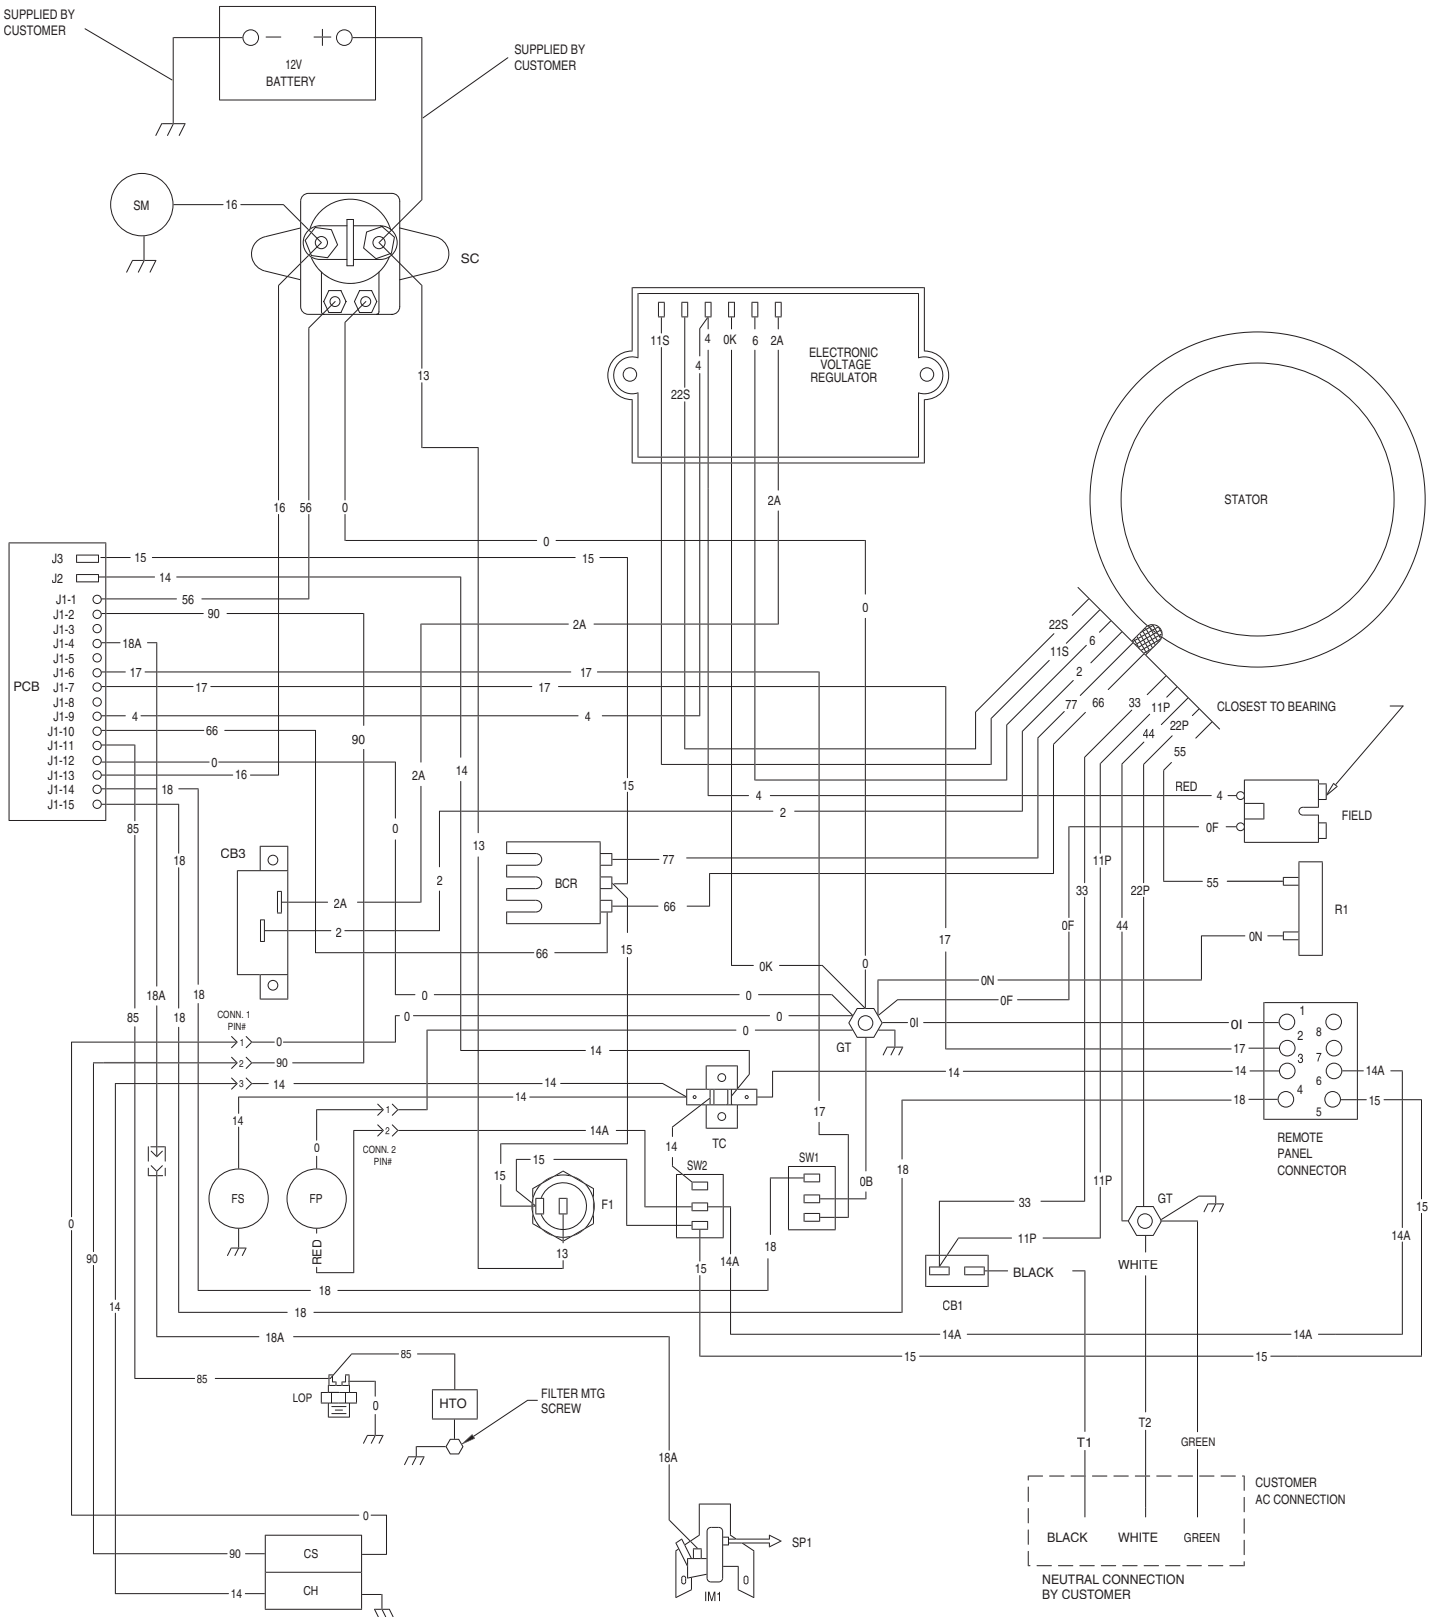 SUPPLIED BY
CUSTOMER
12V
BATTERY
SUPPLIED BY
CUSTOMER
SM
16
SC
13
11S
4
0K
6
2A
4
22S
ELECTRONIC
VOLTAGE
REGULATOR
STATOR
16
56
0
2A
0
J3
15
15
J2
14
J1-1
56
J1-2
90
J1-3
J1-4
18A
J1-5
J1-6
17
17
J1-7
17
17
J1-8
J1-9
4
4
J1-10
66
J1-11
J1-12
0
J1-13
16
J1-14
18
J1-15
PCB
0
2A
22S
11S
6
2
77
66
33
11P
44
22P
55
CLOSEST TO BEARING
90
14
2A
15
4
RED
4
2
0F
FIELD
85
0
13
18
CB3
2
BCR
77
66
11P
33
22P
55
R1
2A
2
66
15
17
0F
44
0N
0
0K
0N
18A
18
85
18
0
0
0F
CONN. 1
PIN#
0
0
0
GT
0I
0I
1
8
1
0
2
90
3
14
14
14
14
TC
14
17
2
7
14
3
6
14A
18
4
5
15
REMOTE
PANEL
CONNECTOR
14
0
1
2
CONN. 2
PIN#
14A
14
17
SW2
SW1
15
15
F1
0B
18
11P
FS
FP
RED
13
33
11P
GT
WHITE
15
14A
0
90
14
15
14A
18
18
18
BLACK
CB1
18A
14A
14A
15
15
85
85
LOP
0
HTO
FILTER MTG
SCREW
18A
T1
T2
GREEN
CUSTOMER
AC CONNECTION
BLACK
WHITE
GREEN
NEUTRAL CONNECTION
BY CUSTOMER
0
90
CS
14
CH
SP1
0
0
IM1